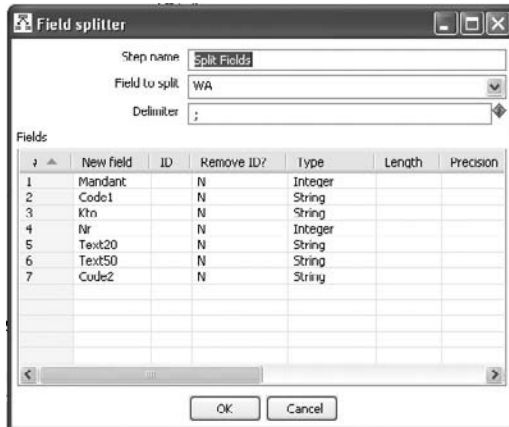 Field splitter
Step name Split Fields
Field to split WA
Delimiter ;
Fields
New field ID Remove ID? Type Length Precision
1 Mandant N Integer
2 Code1 N String
3 Kto N String
4 Nr N Integer
5 Text20 N String
6 Text50 N String
7 Code2 N String
OK Cancel